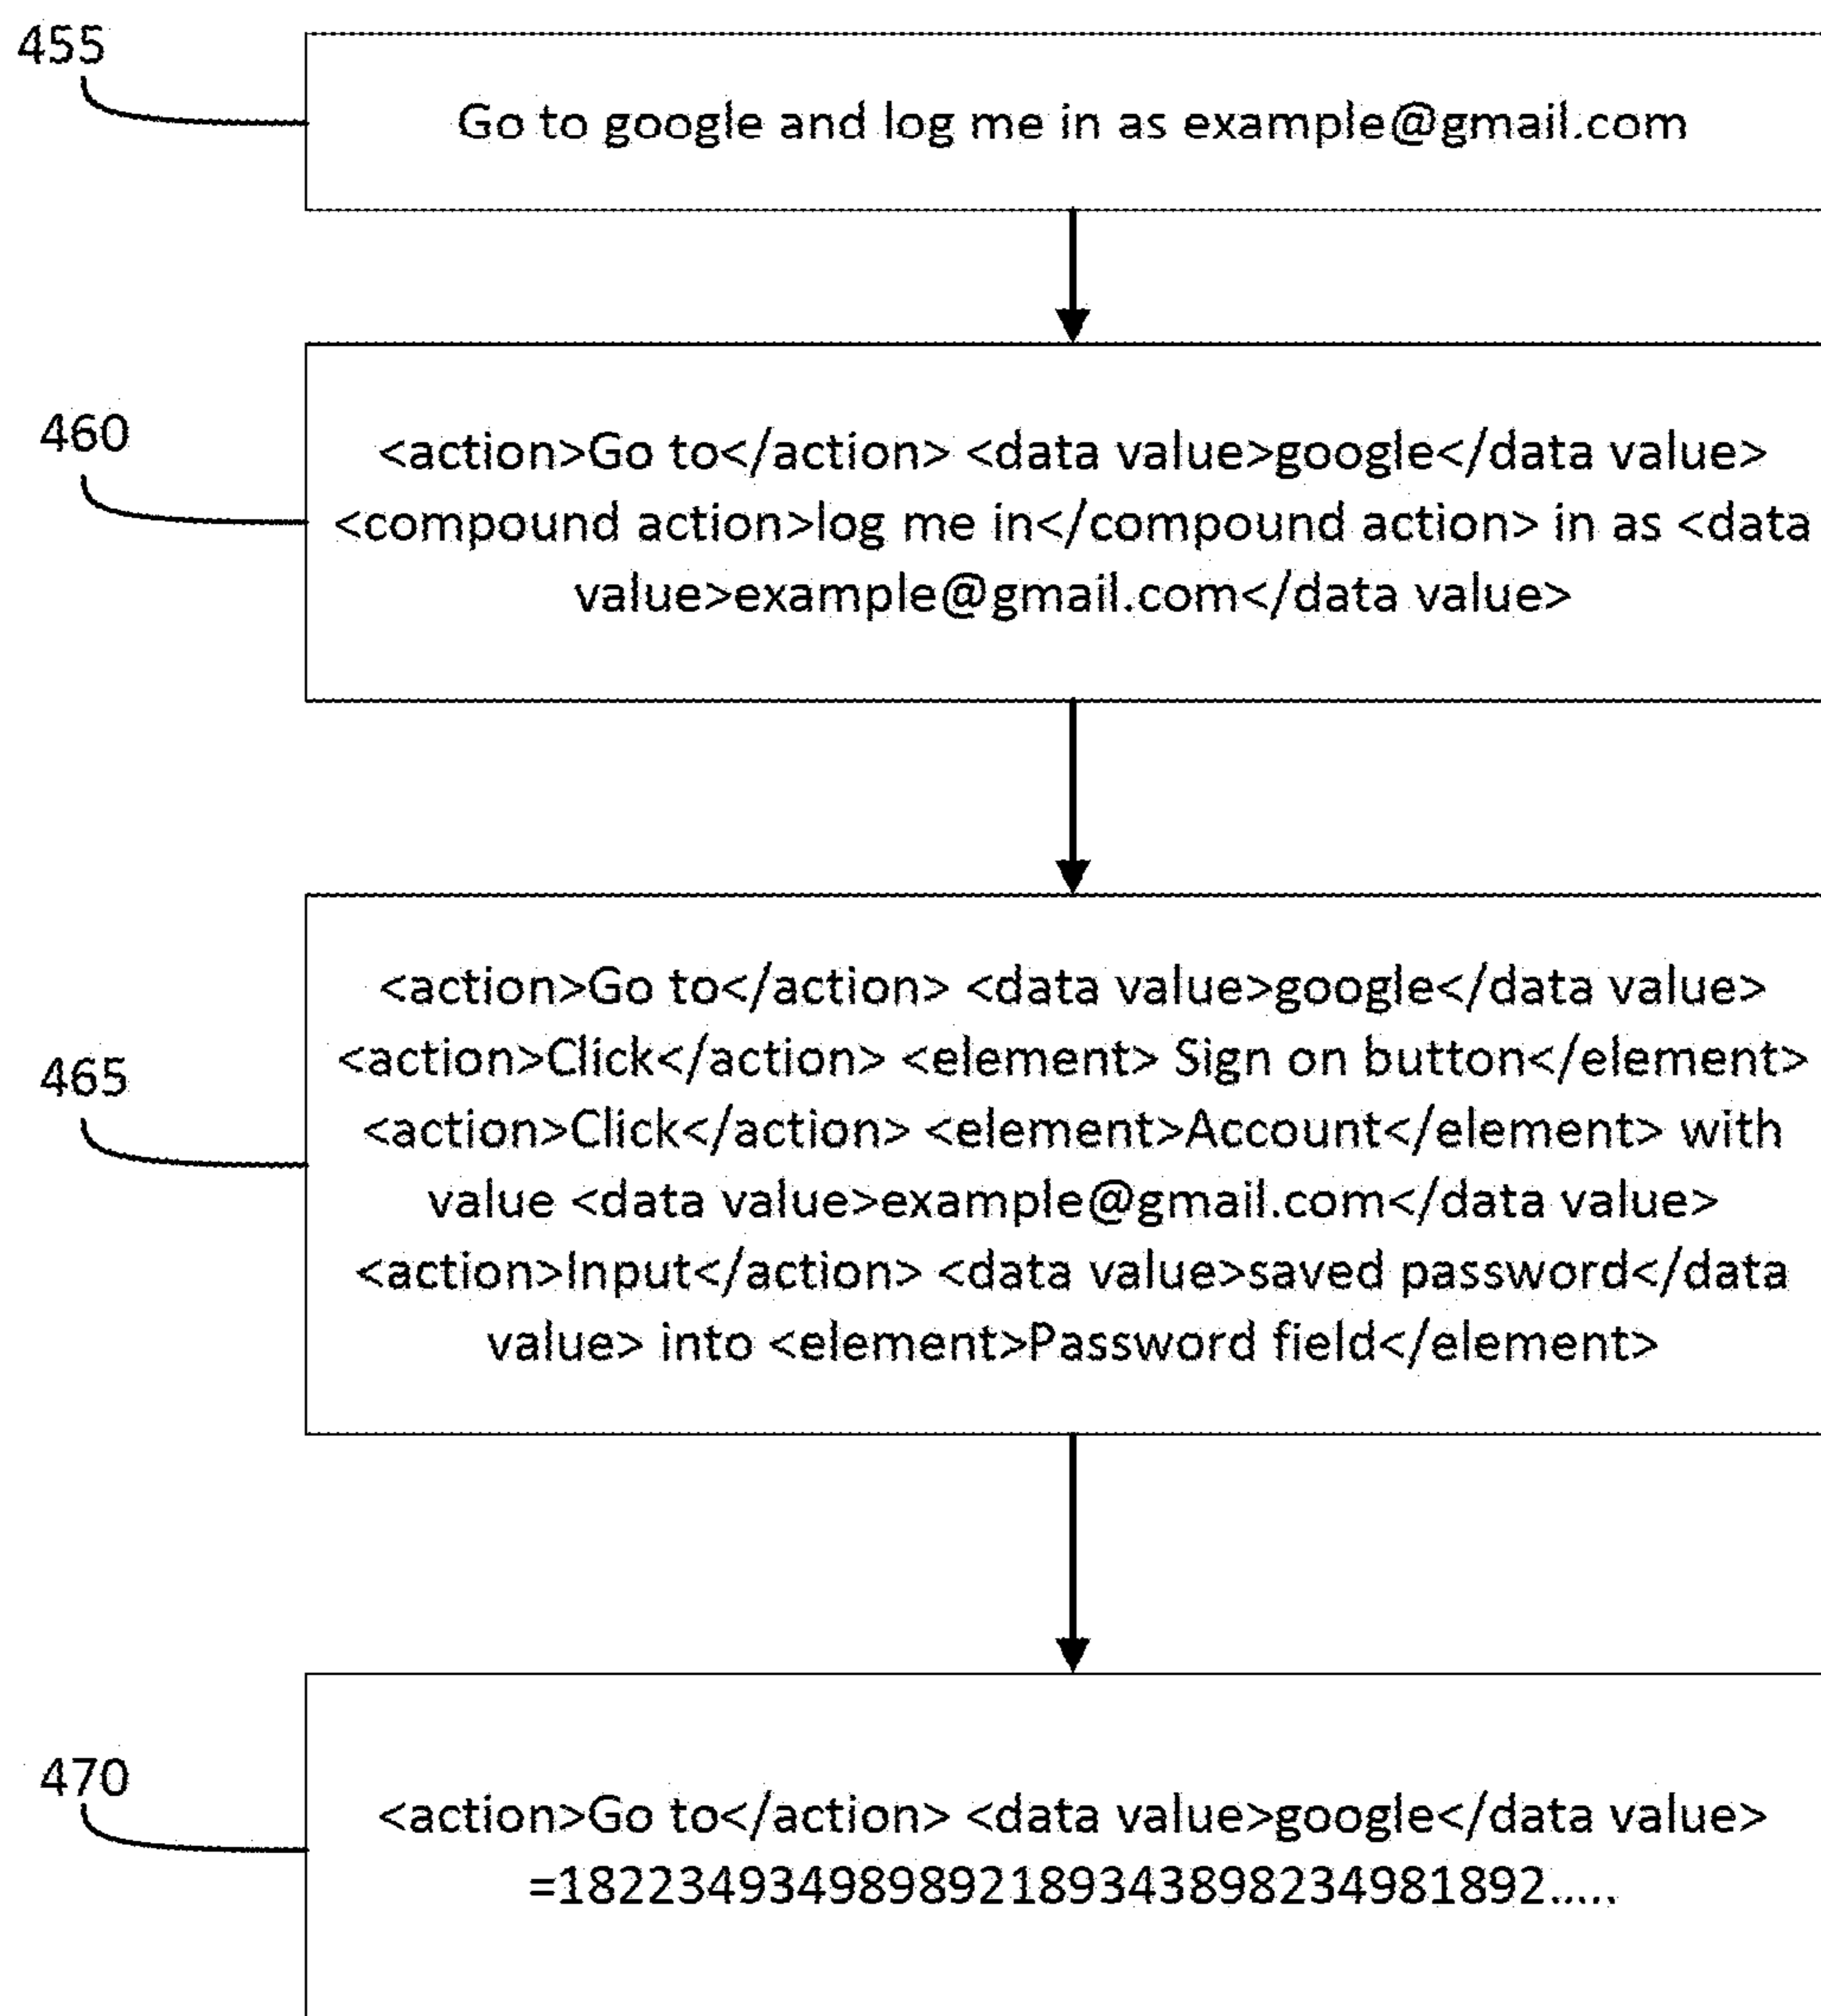 455
Go to google and log me in as example@gmail.com
460
<action>Go to</action> <data value>google</data value>
<compound action>log me in</compound action> in as <data
value>example@gmail.com</data value>
465
<action>Go to</action> <data value>google</data value>
<action>Click</action> <element> Sign on button</element>
<action>Click</action> <element>Account</element> with
value <data value>example@gmail.com</data value>
<action>Input</action> <data value>saved password</data
value> into <element>Password field</element>
470
<action>Go to</action> <data value>google</data value>
=1822349349898921893438982349818​92.....